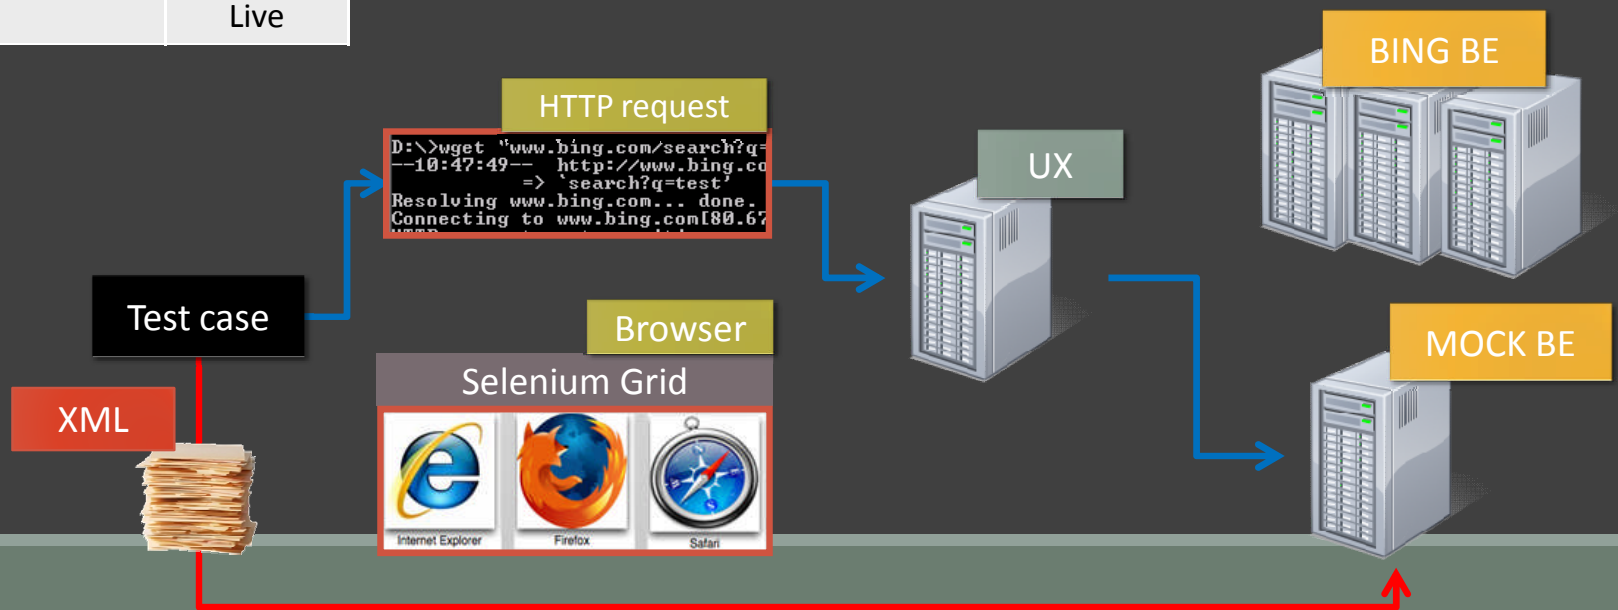 Live
BING BE
HTTP request
D:\>wget "www.bing.com/search?q=
--10:47:49-- http://www.bing.co
=> `search?q=test'
Resolving www.bing.com... done.
Connecting to www.bing.com[80.67
UX
Test case
Browser
MOCK BE
Selenium Grid
XML
Internet Explorer
Firefox
Safari